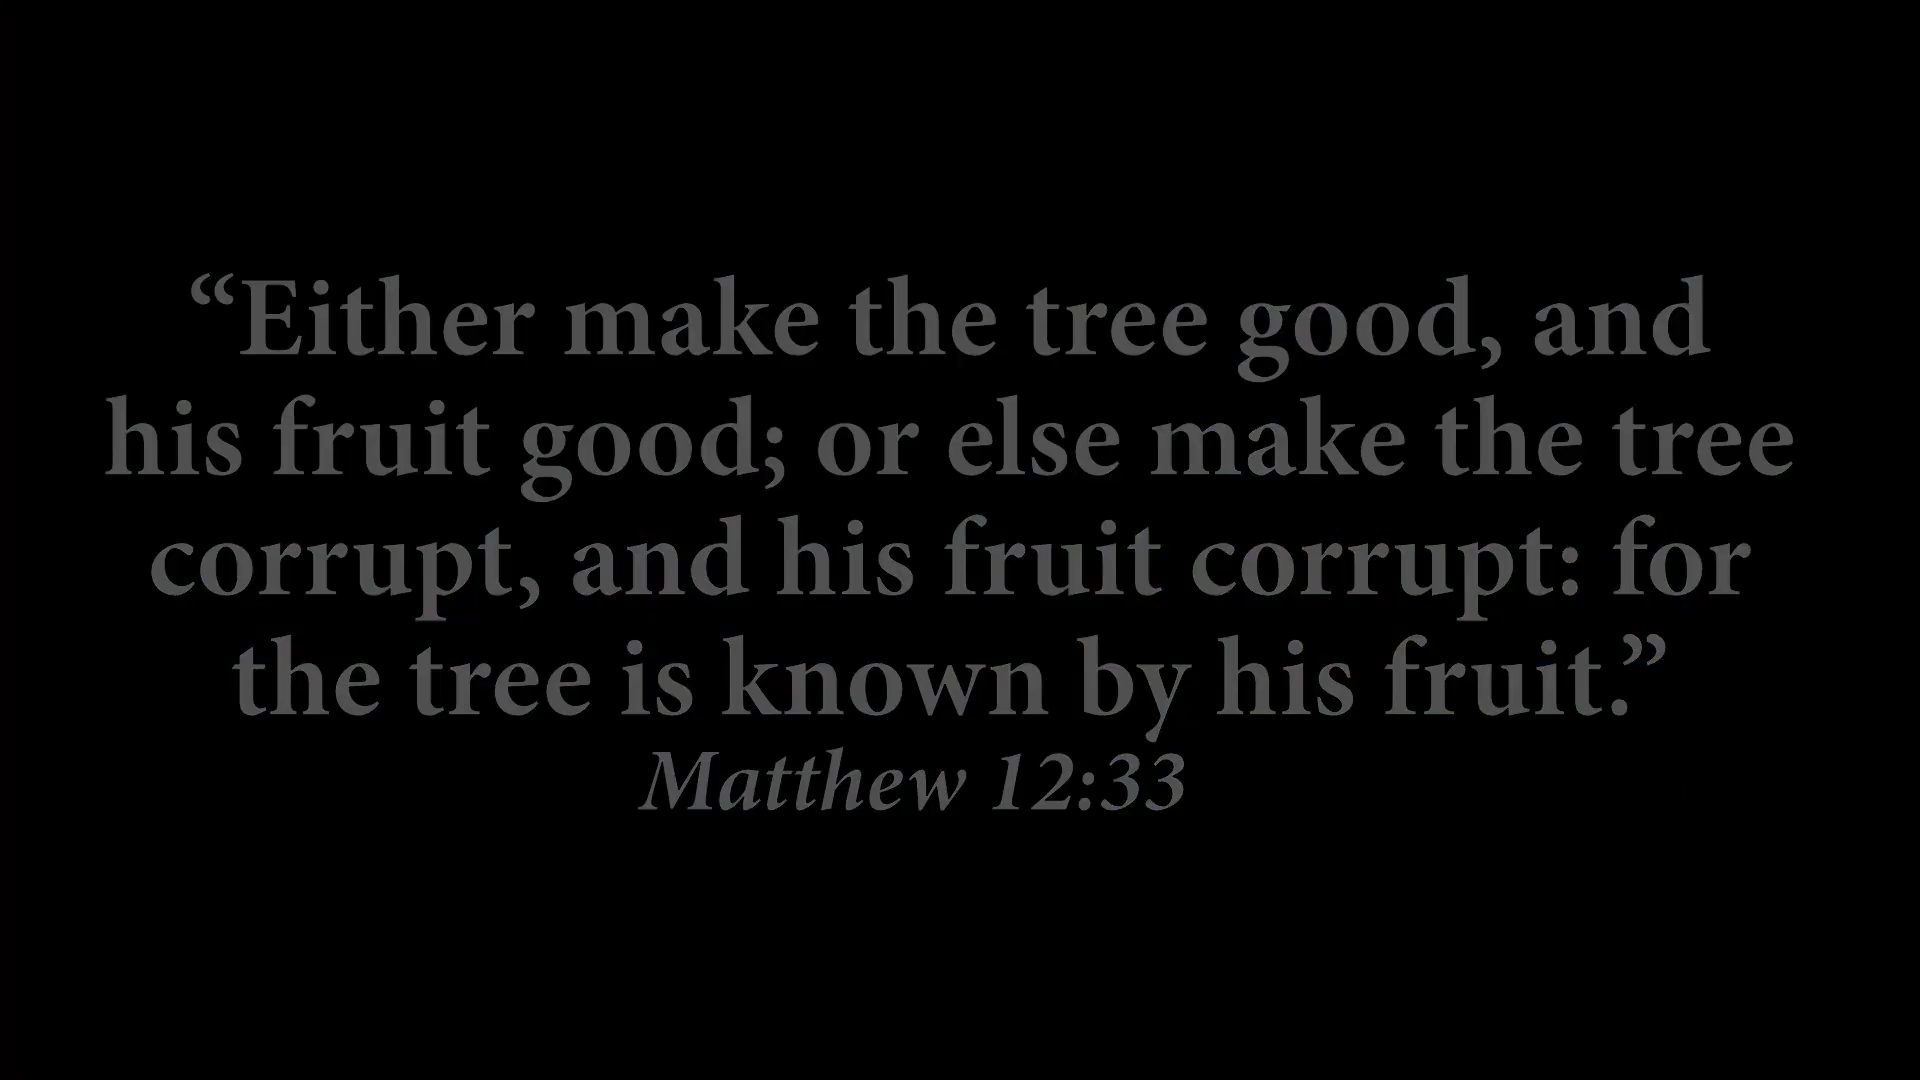 “Either make the tree good, and
his fruit good; or else make the tree
corrupt, and his fruit corrupt: for
the tree is known by his fruit.”
Matthew 12:33